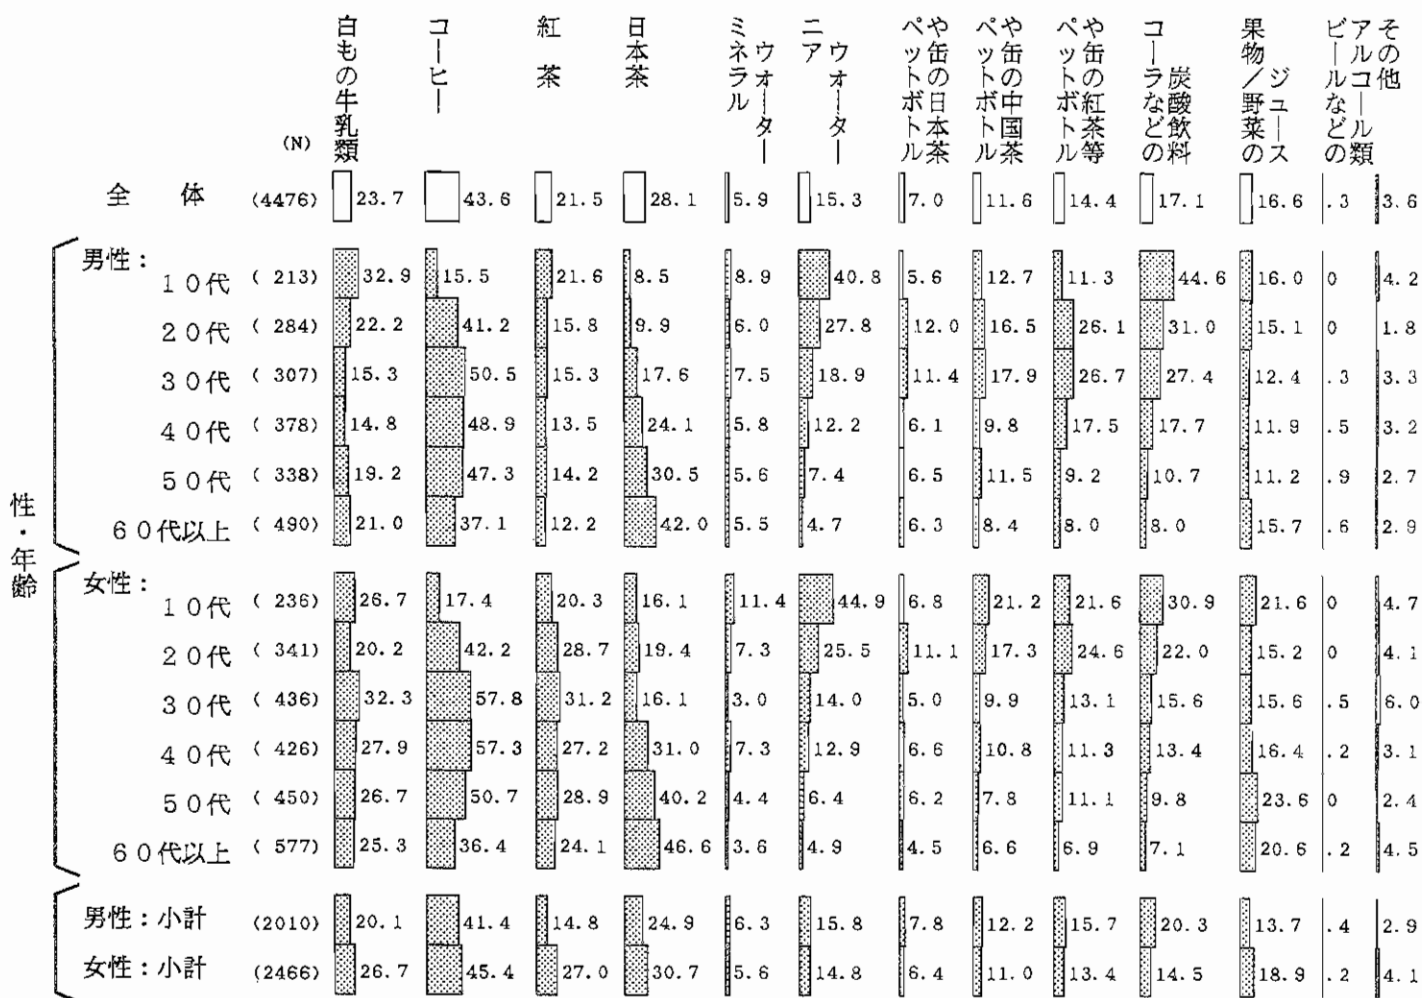 白もの牛乳類
コーヒー
紅茶
日本茶
ミネラル
ウォーター
ニア
ウォーター
ペットボトル
や缶の日本茶
ペットボトル
や缶の中国茶
ペットボトル
や缶の紅茶等
コーラなどの
炭酸飲料
果物/野菜の
ジュース
ビールなどの
アルコール類
その他
(N)
全体 (4476) 23.7 43.6 21.5 28.1 5.9 15.3 7.0 11.6 14.4 17.1 16.6 .3 3.6
性・年齢
男性:
10代 ( 213) 32.9 15.5 21.6 8.5 8.9 40.8 5.6 12.7 11.3 44.6 16.0 0 4.2
20代 ( 284) 22.2 41.2 15.8 9.9 6.0 27.8 12.0 16.5 26.1 31.0 15.1 0 1.8
30代 ( 307) 15.3 50.5 15.3 17.6 7.5 18.9 11.4 17.9 26.7 27.4 12.4 .3 3.3
40代 ( 378) 14.8 48.9 13.5 24.1 5.8 12.2 6.1 9.8 17.5 17.7 11.9 .5 3.2
50代 ( 338) 19.2 47.3 14.2 30.5 5.6 7.4 6.5 11.5 9.2 10.7 11.2 .9 2.7
60代以上 ( 490) 21.0 37.1 12.2 42.0 5.5 4.7 6.3 8.4 8.0 8.0 15.7 .6 2.9
女性:
10代 ( 236) 26.7 17.4 20.3 16.1 11.4 44.9 6.8 21.2 21.6 30.9 21.6 0 4.7
20代 ( 341) 20.2 42.2 28.7 19.4 7.3 25.5 11.1 17.3 24.6 22.0 15.2 0 4.1
30代 ( 436) 32.3 57.8 31.2 16.1 3.0 14.0 5.0 9.9 13.1 15.6 15.6 .5 6.0
40代 ( 426) 27.9 57.3 27.2 31.0 7.3 12.9 6.6 10.8 11.3 13.4 16.4 .2 3.1
50代 ( 450) 26.7 50.7 28.9 40.2 4.4 6.4 6.2 7.8 11.1 9.8 23.6 0 2.4
60代以上 ( 577) 25.3 36.4 24.1 46.6 3.6 4.9 4.5 6.6 6.9 7.1 20.6 .2 4.5
男性:小計 (2010) 20.1 41.4 14.8 24.9 6.3 15.8 7.8 12.2 15.7 20.3 13.7 .4 2.9
女性:小計 (2466) 26.7 45.4 27.0 30.7 5.6 14.8 6.4 11.0 13.4 14.5 18.9 .2 4.1